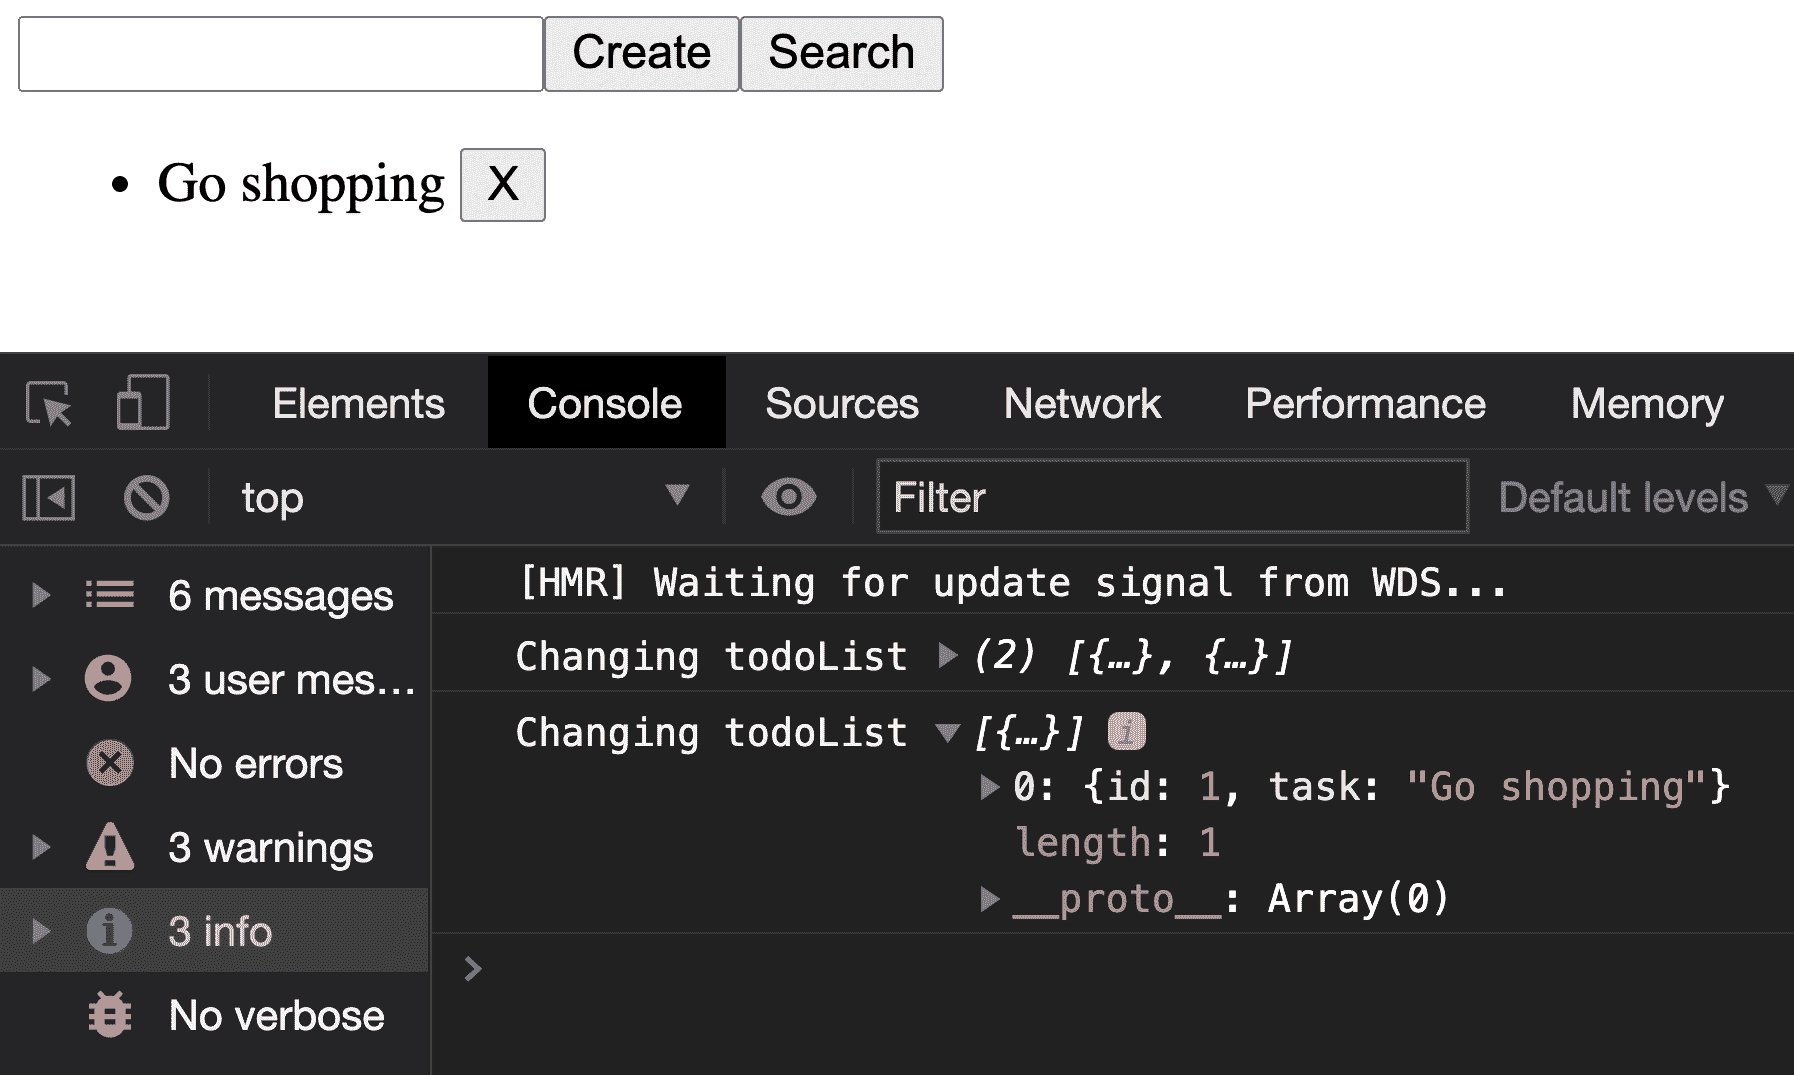 Create Search
• Go shopping X
Elements Console Sources Network Performance Memory
top Filter Default levels
6 messages
3 user mes...
No errors
3 warnings
3 info
No verbose
[HMR] Waiting for update signal from WDS...
Changing todoList (2) [{…}, {…}]
Changing todoList [{…}] i
0: {id: 1, task: "Go shopping"}
length: 1
__proto__: Array(0)
>